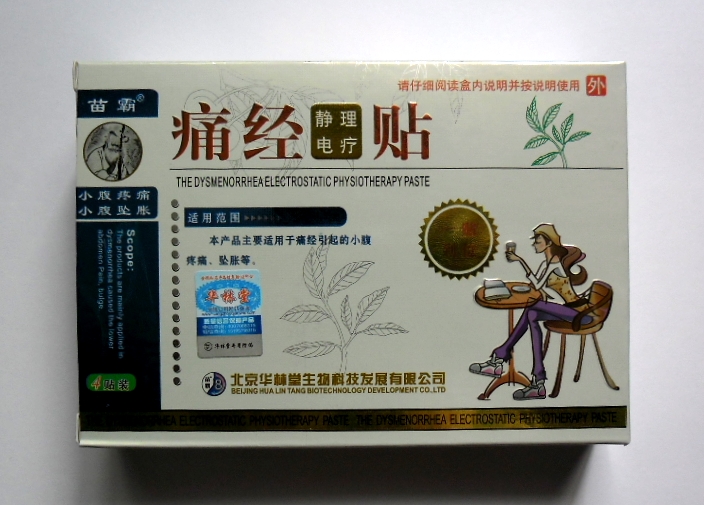 请仔细阅读盒内说明并按说明使用 外
苗霸®
痛经静理电疗贴
THE DYSMENORRHEA ELECTROSTATIC PHYSIOTHERAPY PASTE
小腹疼痛
小腹坠胀
适用范围
本产品主要适用于痛经引起的小腹
疼痛、坠胀等。
Scope:
The products are mainly applied in
dysmenorrhea caused the lower
abdomen Pain, bulge.
华林堂
4贴装
北京华林堂生物科技发展有限公司
BEIJING HUA LIN TANG BIOTECHNOLOGY DEVELOPMENT CO.,LTD
RRHEA ELECTROSTATIC PHYSIOTHERAPY PASTE THE DYSMENORRHEA ELECTROSTATIC PHYSIOTHERAPY PASTE